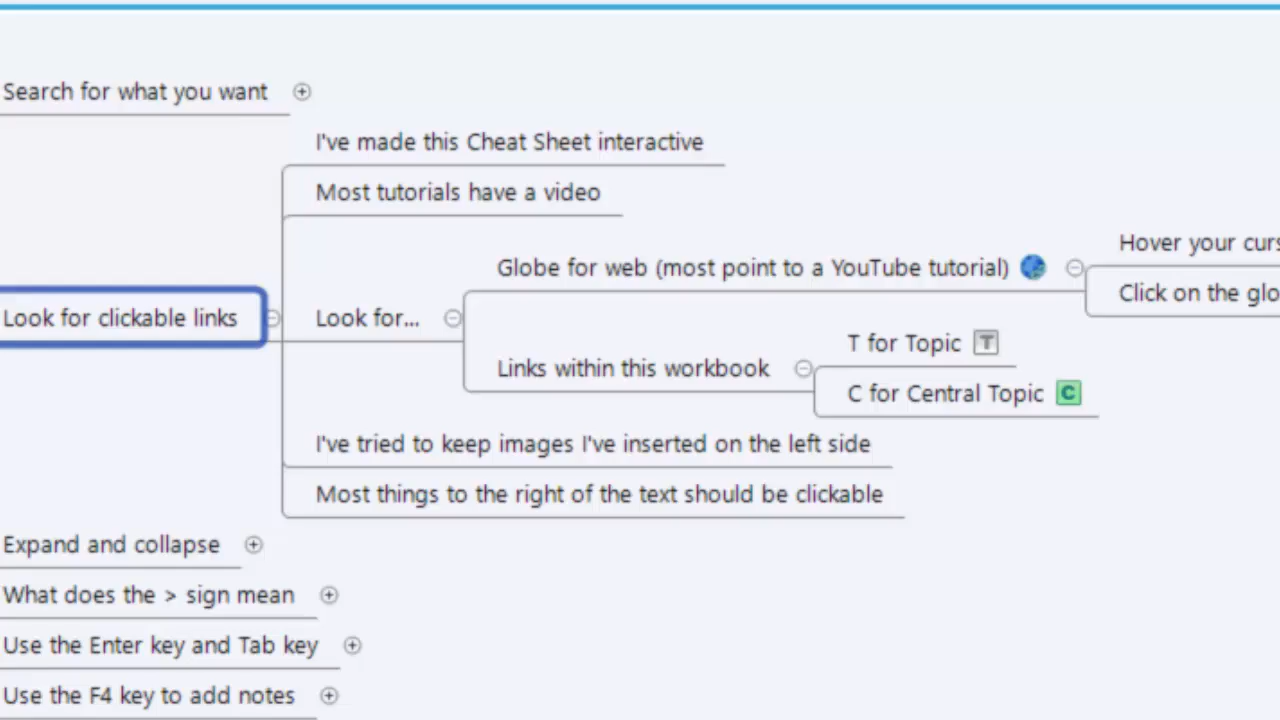 Search for what you want
I've made this Cheat Sheet interactive
Most tutorials have a video
Hover your
Globe for web (most point to a YouTube tutorial)
Click on the
Look for clickable links
Look for...
T for Topic T
Links within this workbook
C for Central Topic C
I've tried to keep images I've inserted on the left side
Most things to the right of the text should be clickable
Expand and collapse
What does the > sign mean
Use the Enter key and Tab key
Use the F4 key to add notes